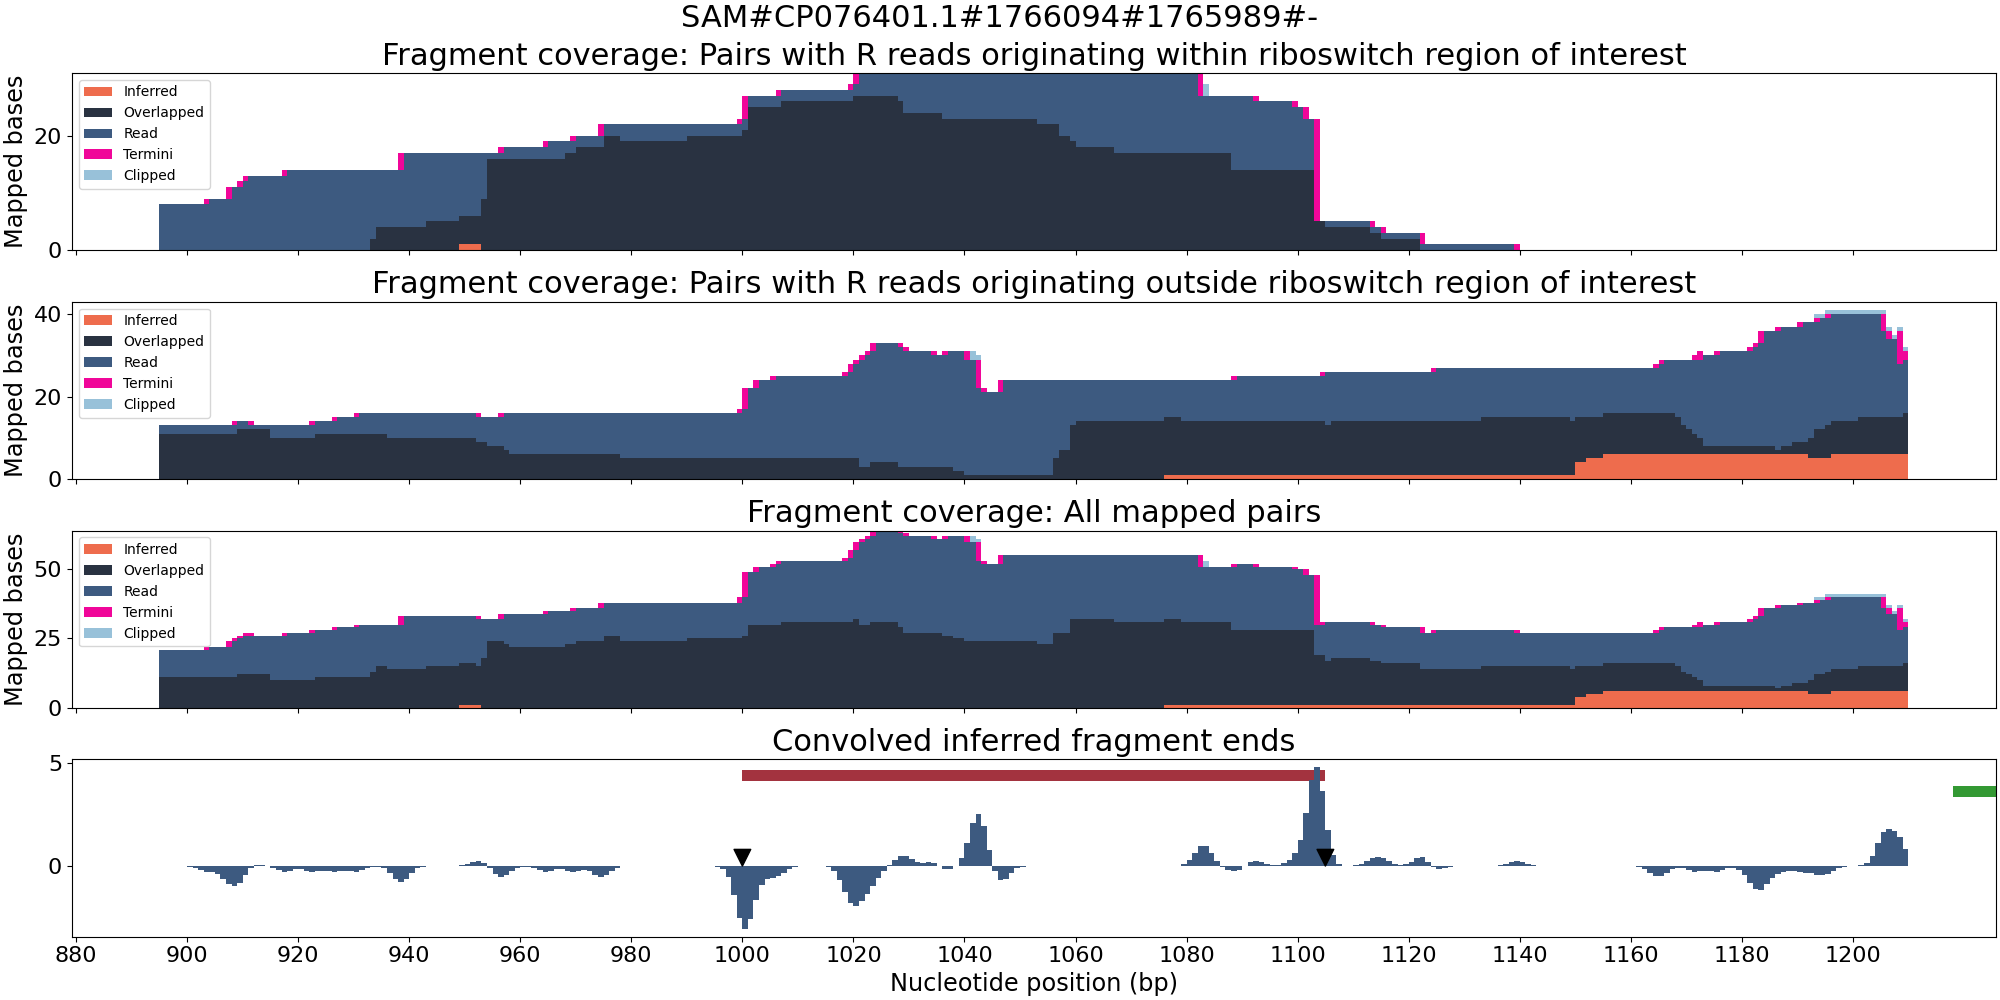 SAM#CP076401.1#1766094#1765989#-
Fragment coverage: Pairs with R reads originating within riboswitch region of interest
Mapped bases
20
0
Inferred
Overlapped
Read
Termini
Clipped
Fragment coverage: Pairs with R reads originating outside riboswitch region of interest
Mapped bases
40
20
0
Inferred
Overlapped
Read
Termini
Clipped
Fragment coverage: All mapped pairs
Mapped bases
50
25
0
Inferred
Overlapped
Read
Termini
Clipped
Convolved inferred fragment ends
5
0
880 900 920 940 960 980 1000 1020 1040 1060 1080 1100 1120 1140 1160 1180 1200
Nucleotide position (bp)